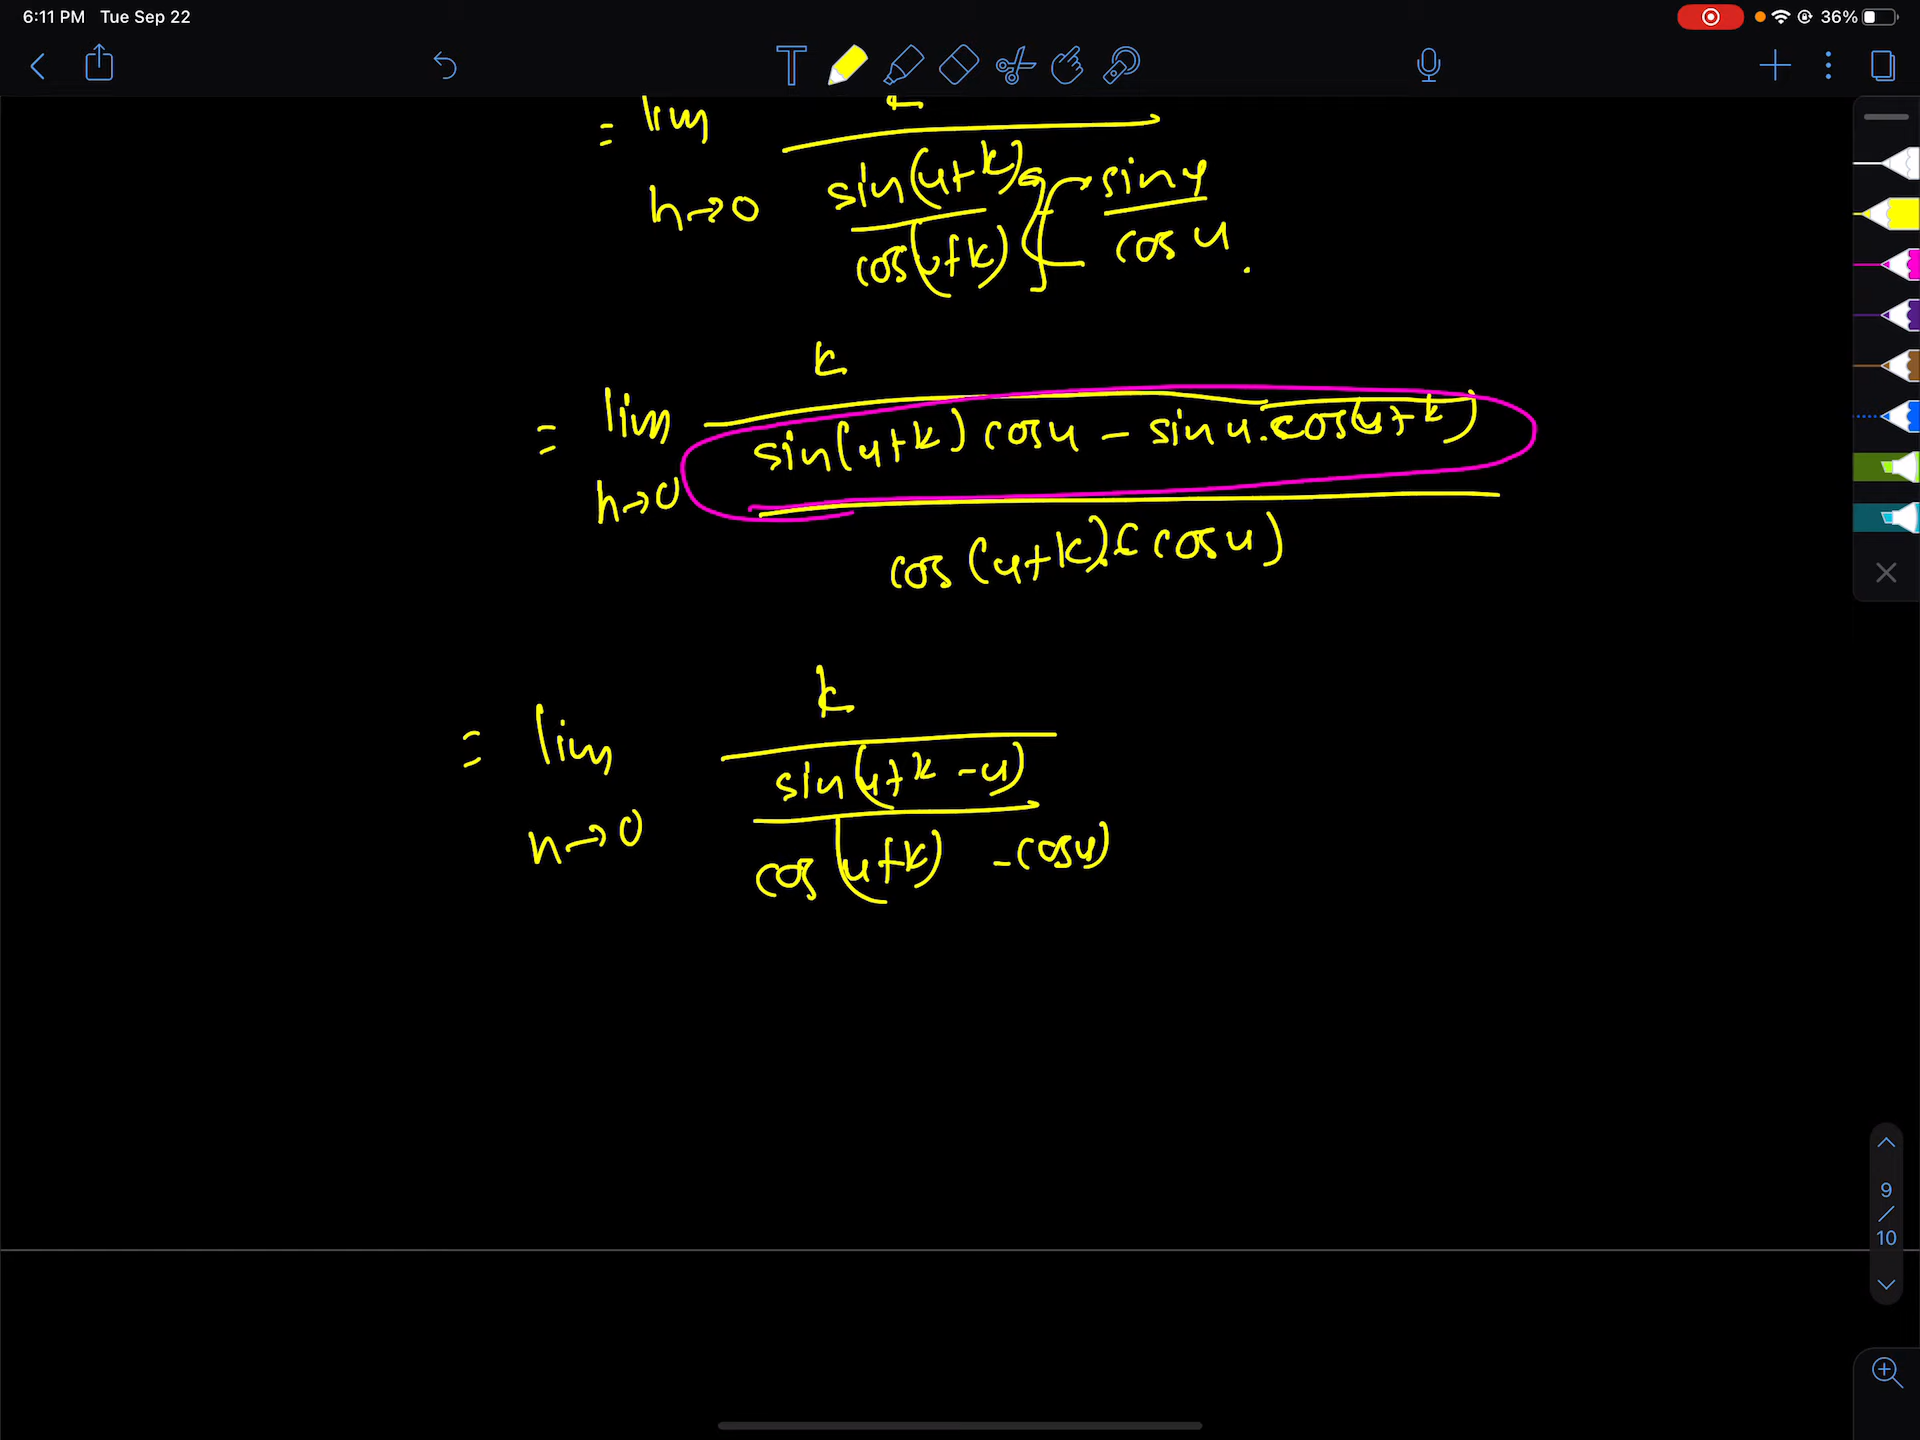 6:11 PM Tue Sep 22
36%
= lim k
h→0 sin(y+k) - sin y
cos(y+k) cos y.
k
= lim sin(y+k) cos y - sin y. cos(y+k)
h→0
cos(y+k).(cos y)
k
= lim
sin(y+k -y)
h→0
cos(y+k) -cos y)
9
/
10